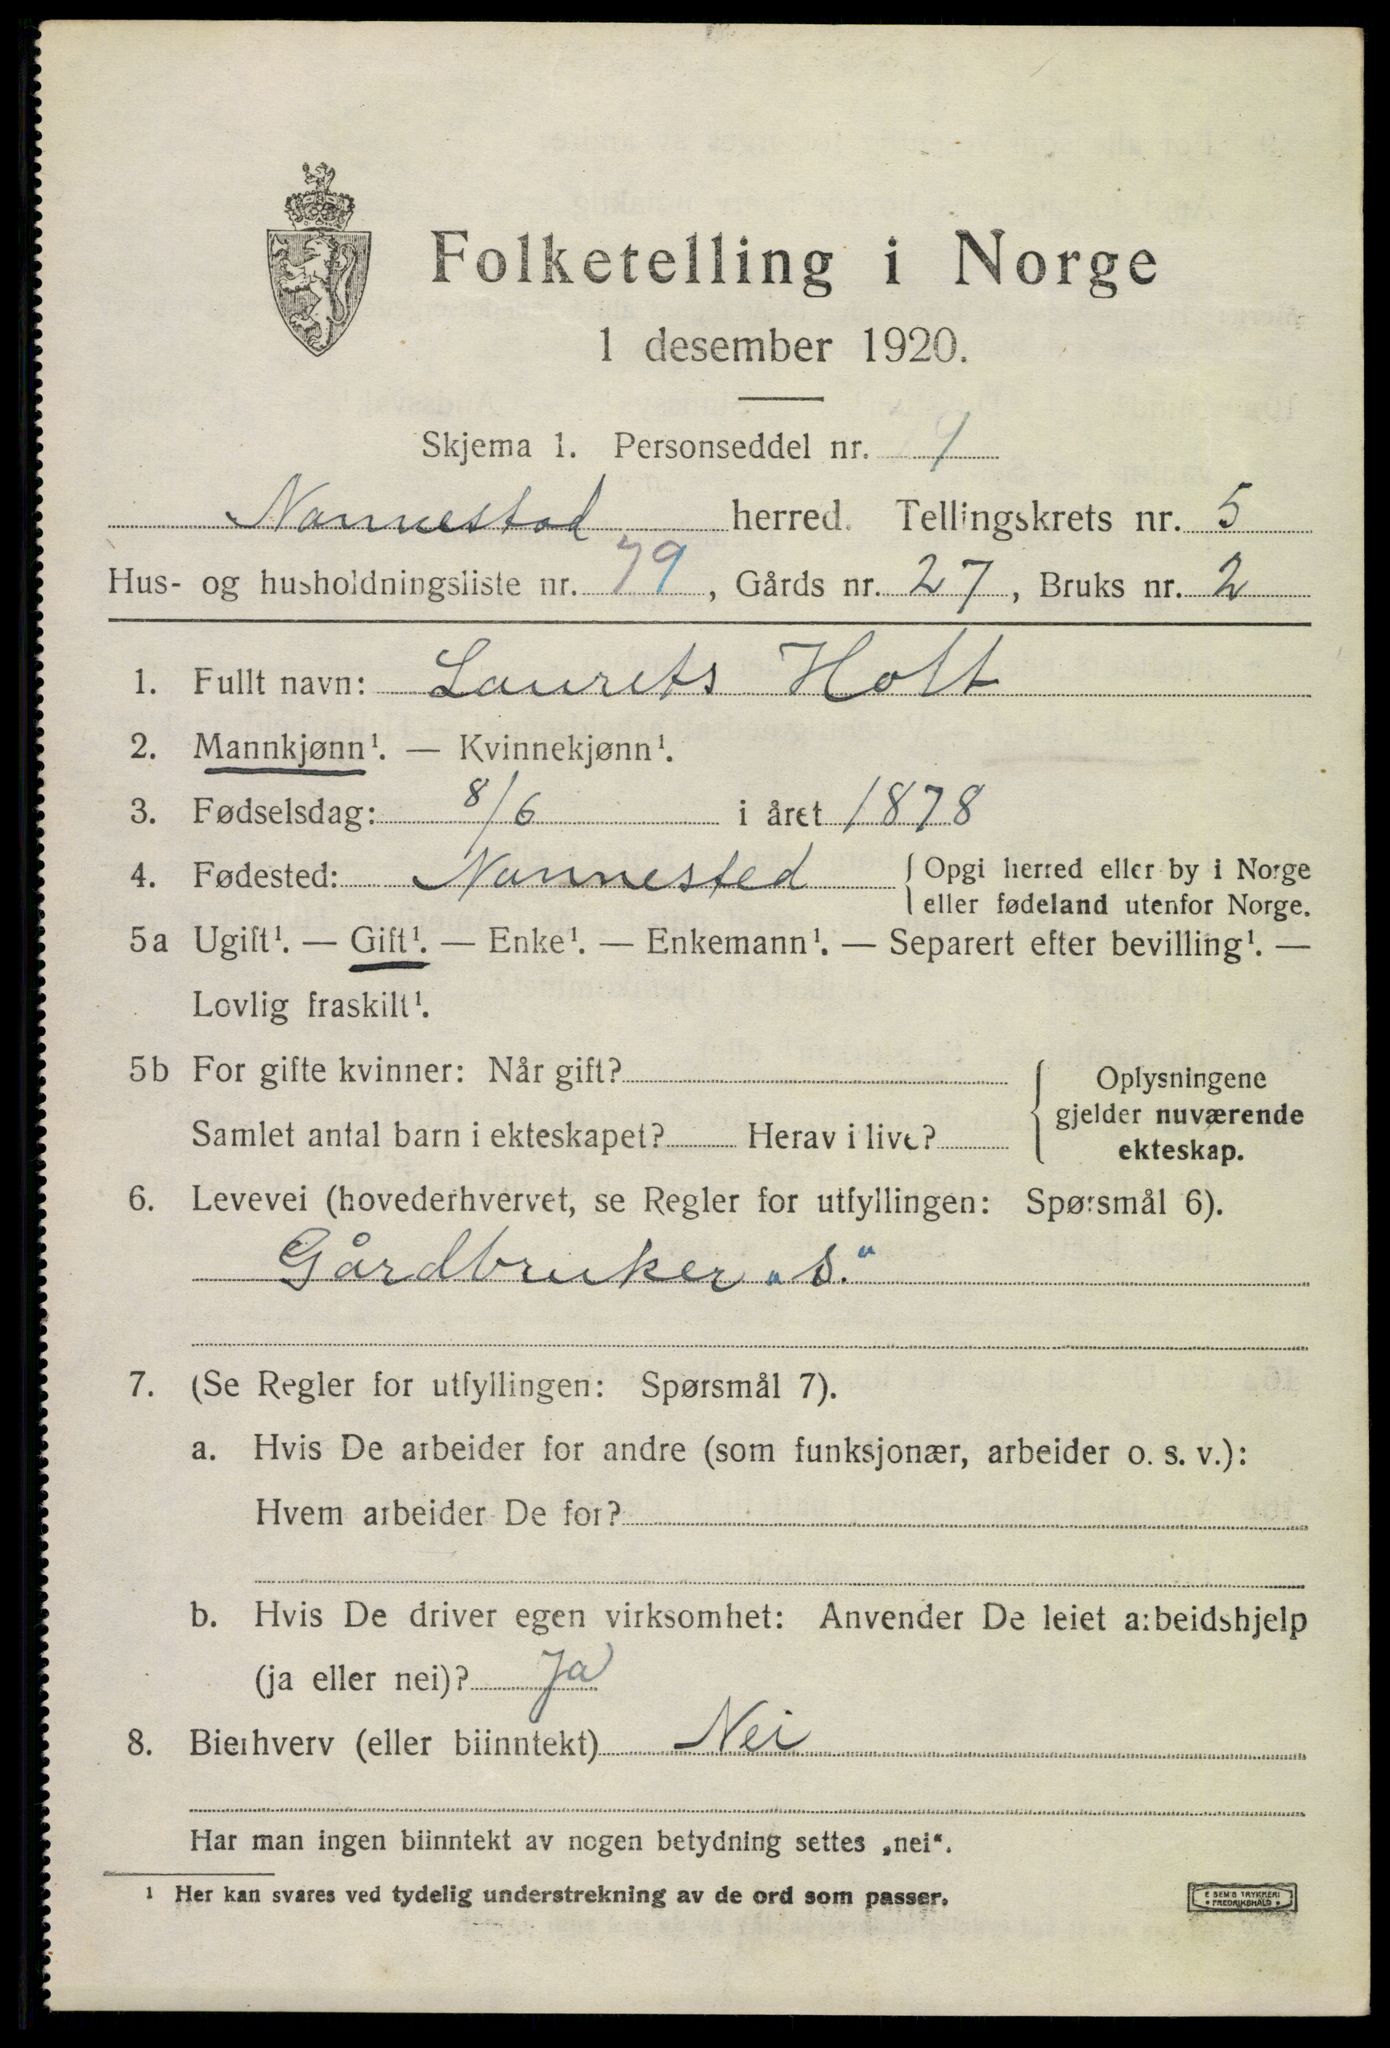 Folketelling i Norge
1 desember 1920.
Skjema 1. Personseddel nr. 1
Nannestad herred. Tellingskrets nr. 5
Hus- og husholdningsliste nr. 79, Gårds nr. 27, Bruks nr. 2
1. Fullt navn: Laurets Holt
2. Mannkjønn¹. — Kvinnekjønn¹.
3. Fødselsdag: 8/6 i året 1878
4. Fødested: Nannested { Opgi herred eller by i Norge
eller fødeland utenfor Norge.
5a Ugift¹. — Gift¹. — Enke¹. — Enkemann¹. — Separert efter bevilling¹. —
Lovlig fraskilt¹.
5b For gifte kvinner: Når gift?
Samlet antal barn i ekteskapet? Herav i live?
{ Oplysningene
gjelder nuværende
ekteskap.
6. Levevei (hovederhvervet, se Regler for utfyllingen: Spørsmål 6).
Gårdbruker „s.“
7. (Se Regler for utfyllingen: Spørsmål 7).
a. Hvis De arbeider for andre (som funksjonær, arbeider o. s. v.):
Hvem arbeider De for?
b. Hvis De driver egen virksomhet: Anvender De leiet arbeidshjelp
(ja eller nei)? Ja
8. Bierhverv (eller biinntekt) Nei
Har man ingen biinntekt av nogen betydning settes „nei“.
¹ Her kan svares ved tydelig understrekning av de ord som passer.
E SEM'S TRYKKERI
FREDRIKSHALD